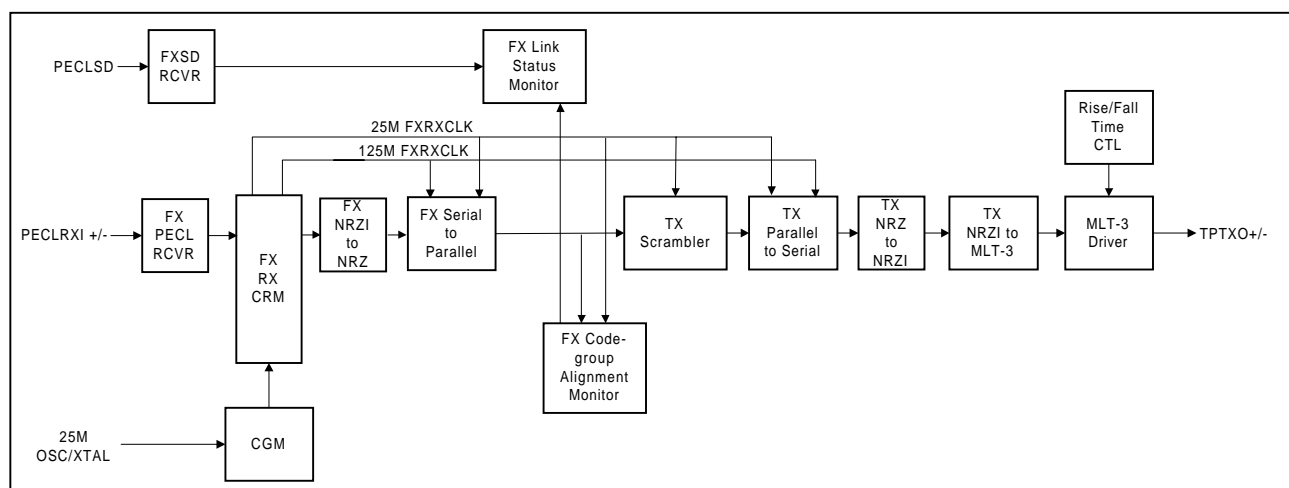 PECLSD
FXSD
RCVR
FX Link
Status
Monitor
Rise/Fall
Time
CTL
25M FXRXCLK
125M FXRXCLK
PECLRXI +/-
FX
PECL
RCVR
FX
RX
CRM
FX
NRZI
to
NRZ
FX Serial
to
Parallel
TX
Scrambler
TX
Parallel
to Serial
TX
NRZ
to
NRZI
TX
NRZI to
MLT-3
MLT-3
Driver
TPTXO+/-
FX Code-
group
Alignment
Monitor
25M
OSC/XTAL
CGM